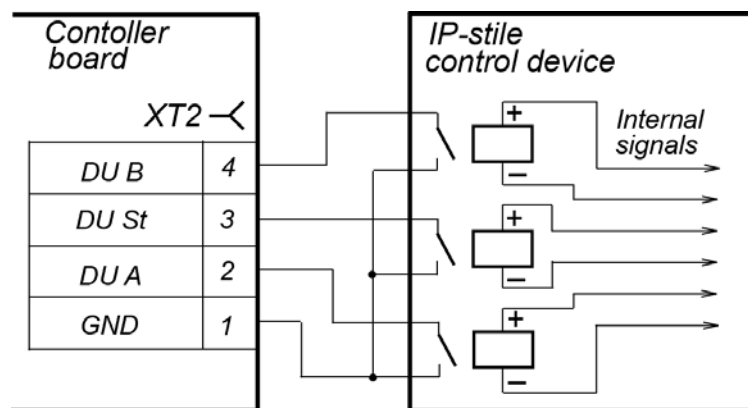 Contoller
board
XT2
DU B 4
DU St 3
DU A 2
GND 1
IP-stile
control device
Internal
signals
+
−
+
−
+
−